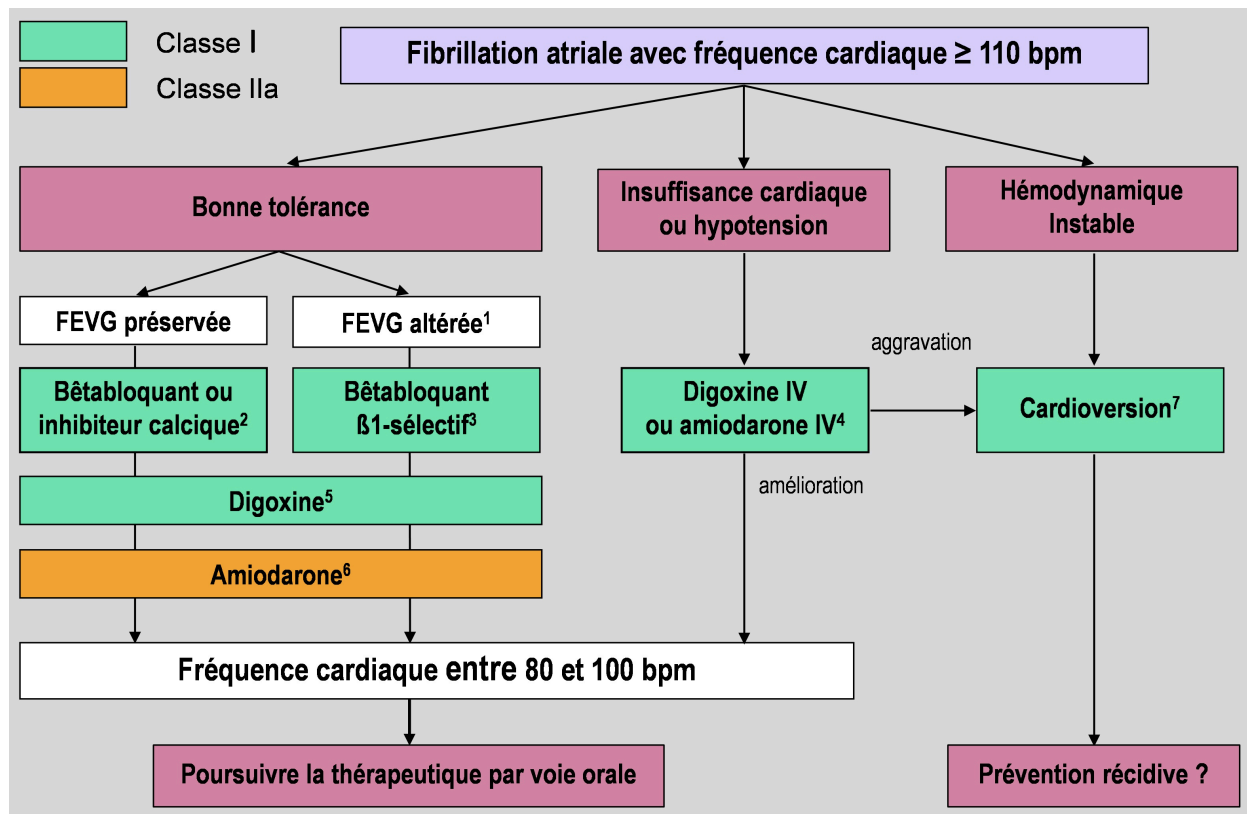 Classe I
Classe IIa
Fibrillation atriale avec fréquence cardiaque ≥ 110 bpm
Bonne tolérance
Insuffisance cardiaque
ou hypotension
Hémodynamique
Instable
FEVG préservée
FEVG altérée¹
Bêtabloquant ou
inhibiteur calcique²
Bêtabloquant
ß1-sélectif³
Digoxine IV
ou amiodarone IV⁴
aggravation
Cardioversion⁷
Digoxine⁵
amélioration
Amiodarone⁶
Fréquence cardiaque entre 80 et 100 bpm
Poursuivre la thérapeutique par voie orale
Prévention récidive ?